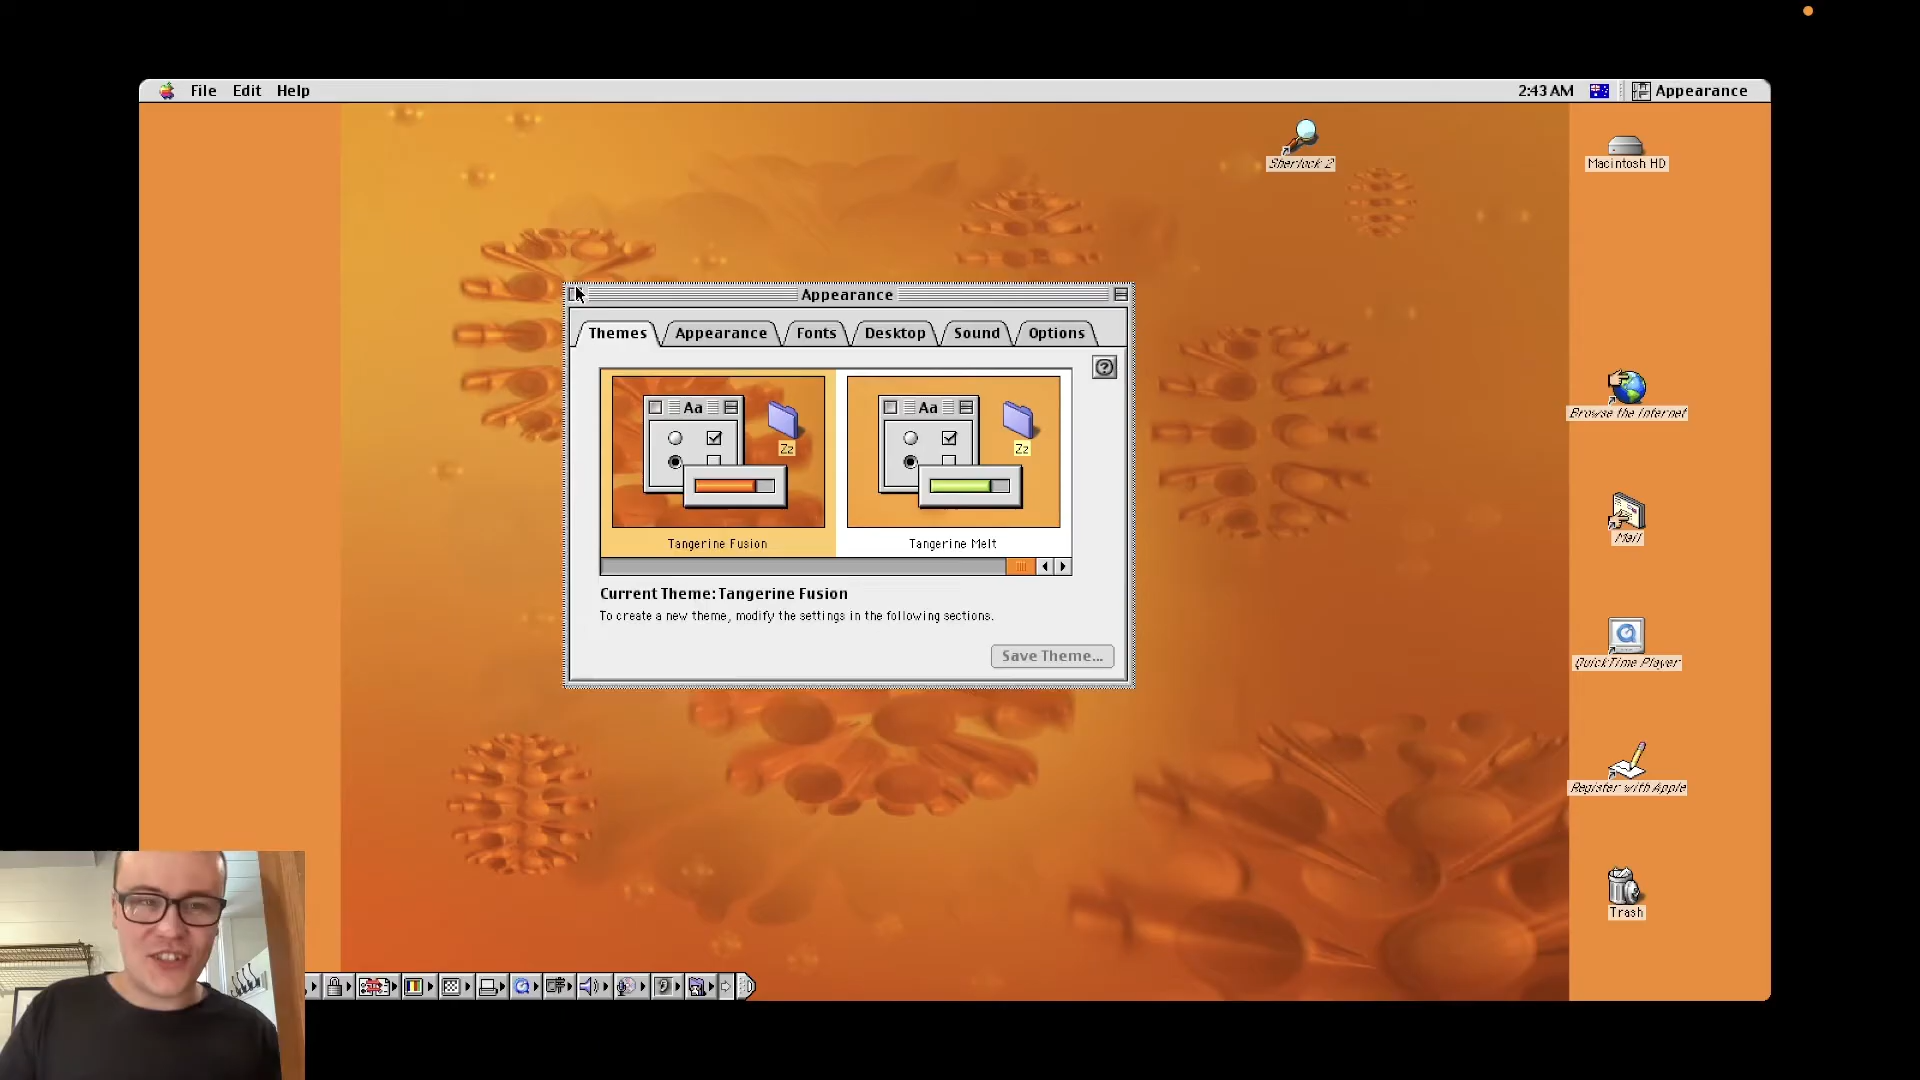 File Edit Help
2:43 AM Appearance
Sherlock 2
Macintosh HD
Appearance
Themes Appearance Fonts Desktop Sound Options
?
Aa
Zz
Aa
Zz
Tangerine Fusion
Tangerine Melt
Current Theme: Tangerine Fusion
To create a new theme, modify the settings in the following sections.
Save Theme...
Browse the Internet
Mail
QuickTime Player
Register with Apple
Trash